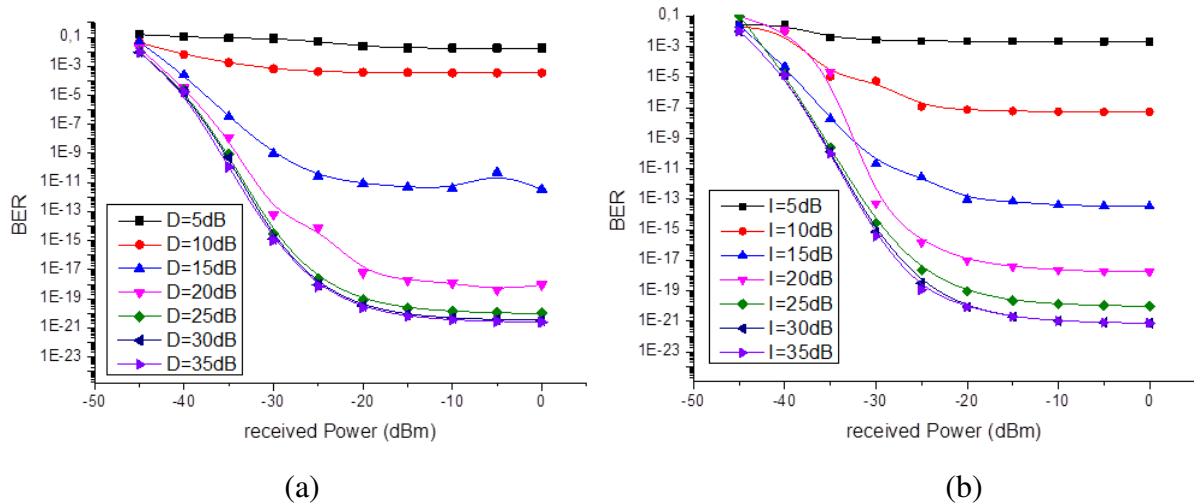 0,1
1E-3
1E-5
1E-7
1E-9
1E-11
1E-13
1E-15
1E-17
1E-19
1E-21
1E-23
BER
D=5dB
D=10dB
D=15dB
D=20dB
D=25dB
D=30dB
D=35dB
-50 -40 -30 -20 -10 0
received Power (dBm)
(a)
0,1
1E-3
1E-5
1E-7
1E-9
1E-11
1E-13
1E-15
1E-17
1E-19
1E-21
1E-23
BER
I=5dB
I=10dB
I=15dB
I=20dB
I=25dB
I=30dB
I=35dB
-50 -40 -30 -20 -10 0
received Power (dBm)
(b)